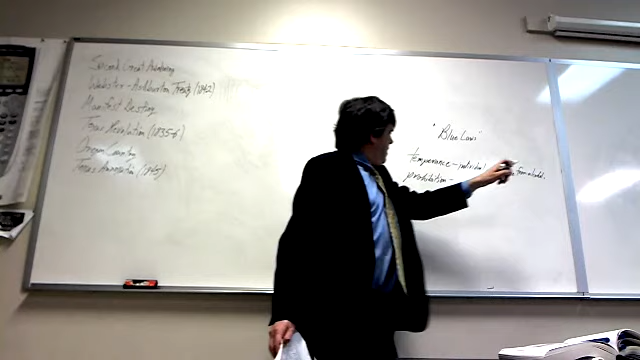 Second Great Awakening
Webster-Ashburton Treaty (1842)
Manifest Destiny
Texas Revolution (1835-6)
Oregon Country
Texas Annexation (1845)
"Blue Laws"
temperance - individual
prohibition -